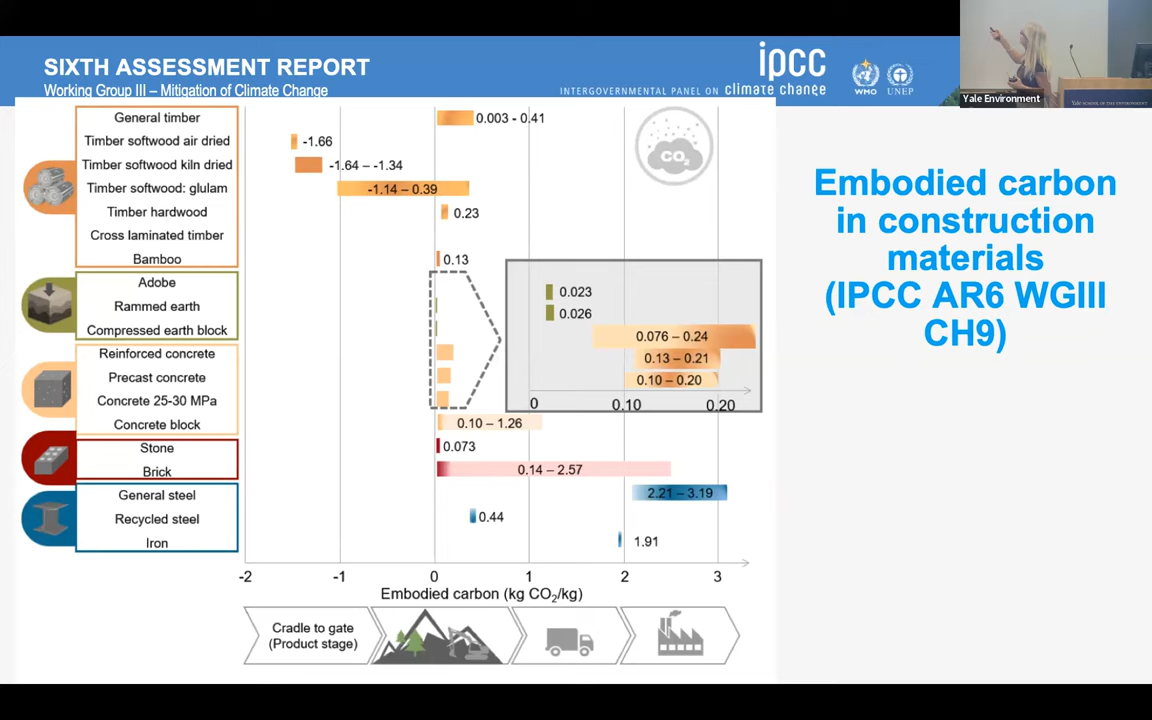 SIXTH ASSESSMENT REPORT
Working Group III – Mitigation of Climate Change
ipcc
INTERGOVERNMENTAL PANEL ON climate change
WMO
UNEP
Yale Environment
General timber
0.003 - 0.41
Timber softwood air dried
-1.66
Timber softwood kiln dried
-1.64 – -1.34
Timber softwood: glulam
-1.14 – 0.39
Timber hardwood
0.23
Cross laminated timber
Bamboo
0.13
CO2
Adobe
Rammed earth
Compressed earth block
Reinforced concrete
Precast concrete
Concrete 25-30 MPa
Concrete block
0.10 – 1.26
0.023
0.026
0.076 – 0.24
0.13 – 0.21
0.10 – 0.20
0
0.10
0.20
Stone
0.073
Brick
0.14 – 2.57
General steel
2.21 – 3.19
Recycled steel
0.44
Iron
1.91
-2
-1
0
1
2
3
Embodied carbon (kg CO2/kg)
Cradle to gate
(Product stage)
Embodied carbon
in construction
materials
(IPCC AR6 WGIII
CH9)